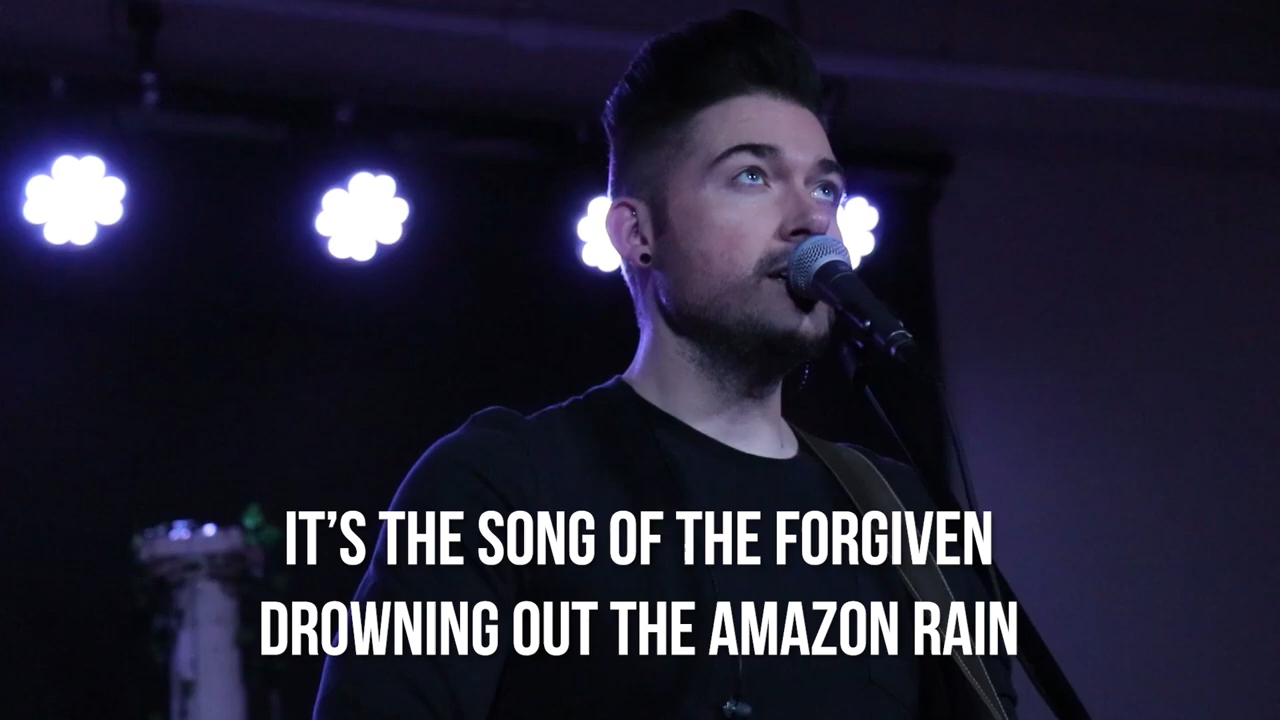 IT’S THE SONG OF THE FORGIVEN
DROWNING OUT THE AMAZON RAIN